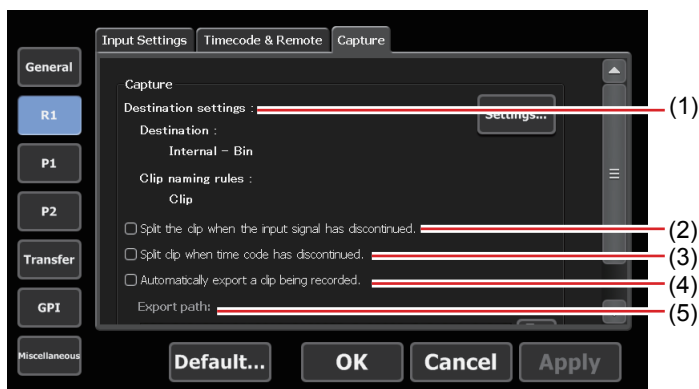 Input Settings Timecode & Remote Capture
General
R1
P1
P2
Transfer
GPI
Miscellaneous
Capture
Destination settings :
Settings...
Destination :
Internal - Bin
Clip naming rules :
Clip
Split the clip when the input signal has discontinued.
Split clip when time code has discontinued.
Automatically export a clip being recorded.
Export path:
Default... OK Cancel Apply
(1)
(2)
(3)
(4)
(5)